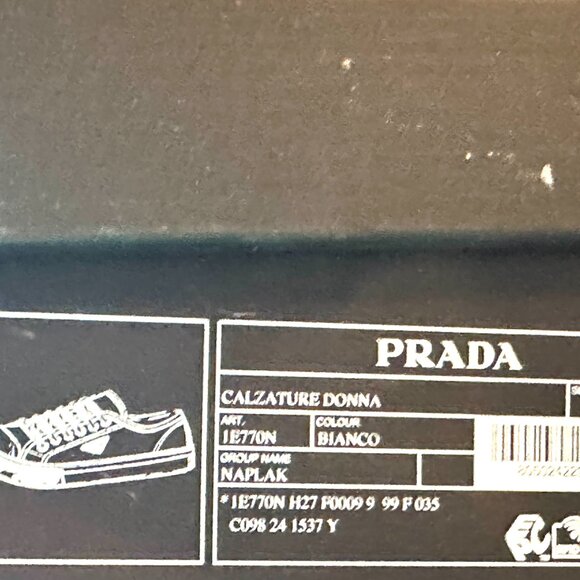 PRADA
CALZATURE DONNA
ART. COLOUR
1E770N BIANCO
GROUP NAME
NAPLAK
*1E770N H27 F0009 9 99 F 035
C098 24 1537 Y